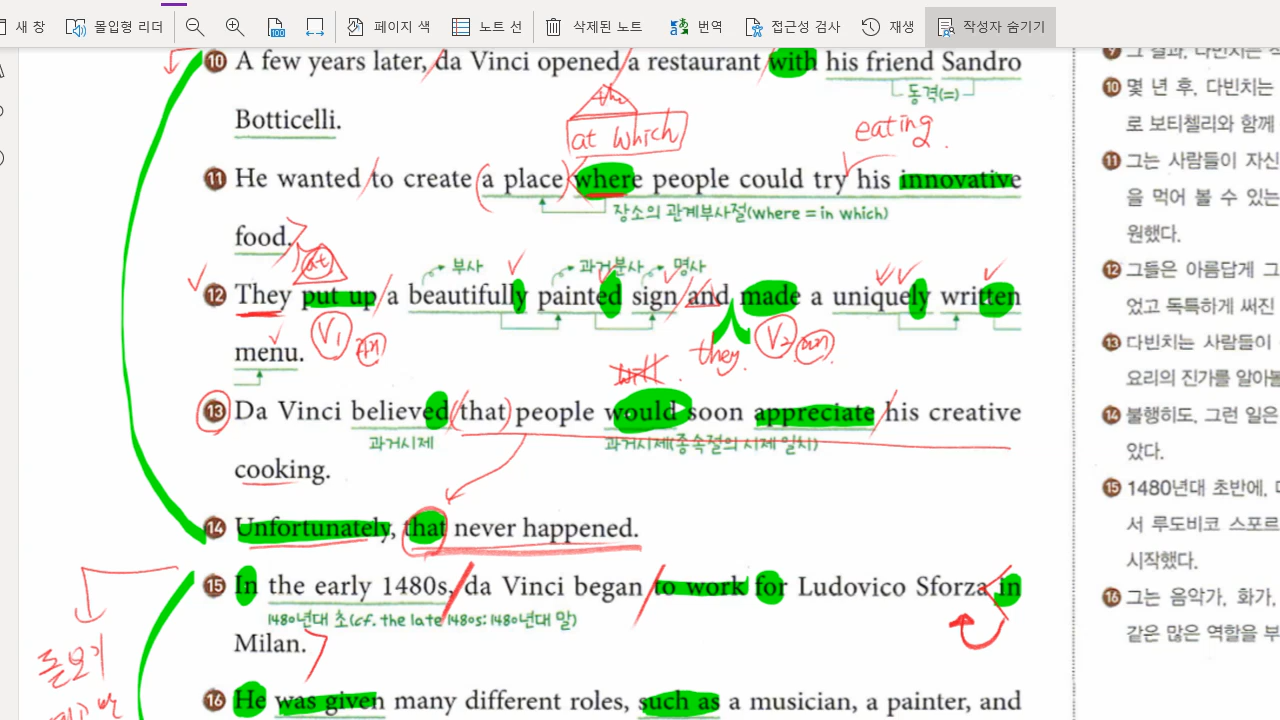 새 창 몰입형 리더 페이지 색 노트 선 삭제된 노트 번역 접근성 검사 재생 작성자 숨기기
10 A few years later, da Vinci opened a restaurant with his friend Sandro
동격(=)
the
Botticelli.
at which
eating
11 He wanted to create a place where people could try his innovative
장소의 관계부사절(where = in which)
food.
at
부사 과거분사 명사
12 They put up a beautifully painted sign and made a uniquely written
menu.
V1
they
V2
will
13 Da Vinci believed (that) people would soon appreciate his creative
과거시제 과거시제(종속절의 시제 일치)
cooking.
14 Unfortunately, that never happened.
15 In the early 1480s, da Vinci began to work for Ludovico Sforza in
1480년대 초(cf. the late 1480s: 1480년대 말)
Milan.
돋보기
16 He was given many different roles, such as a musician, a painter, and
9 그 결과, 다빈치는
10 몇 년 후, 다빈치는
로 보티첼리와 함께
11 그는 사람들이 자신
을 먹어 볼 수 있는
원했다.
12 그들은 아름답게 그
었고 독특하게 써진
13 다빈치는 사람들이
요리의 진가를 알아볼
14 불행히도, 그런 일은
았다.
15 1480년대 초반에,
서 루도비코 스포르
시작했다.
16 그는 음악가, 화가,
같은 많은 역할을 부